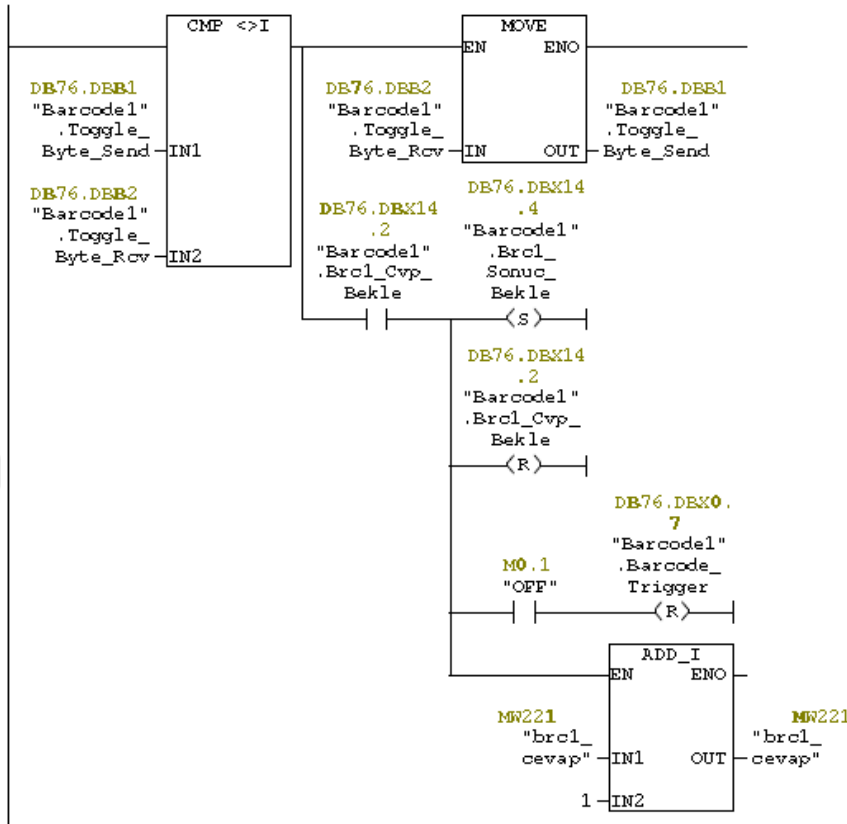 CMP <>I
DB76.DBB1
"Barcode1"
.Toggle_
Byte_Send
IN1
DB76.DBB2
"Barcode1"
.Toggle_
Byte_Rcv
IN2
MOVE
EN ENO
DB76.DBB2
"Barcode1"
.Toggle_
Byte_Rcv
IN OUT
DB76.DBB1
"Barcode1"
.Toggle_
Byte_Send
DB76.DBX14
.2
"Barcode1"
.Brc1_Cvp_
Bekle
DB76.DBX14
.4
"Barcode1"
.Brc1_
Sonuc_
Bekle
(S)
DB76.DBX14
.2
"Barcode1"
.Brc1_Cvp_
Bekle
(R)
M0.1
"OFF"
DB76.DBX0.
7
"Barcode1"
.Barcode_
Trigger
(R)
ADD_I
EN ENO
MW221
"brc1_
cevap"
IN1 OUT
MW221
"brc1_
cevap"
1 IN2